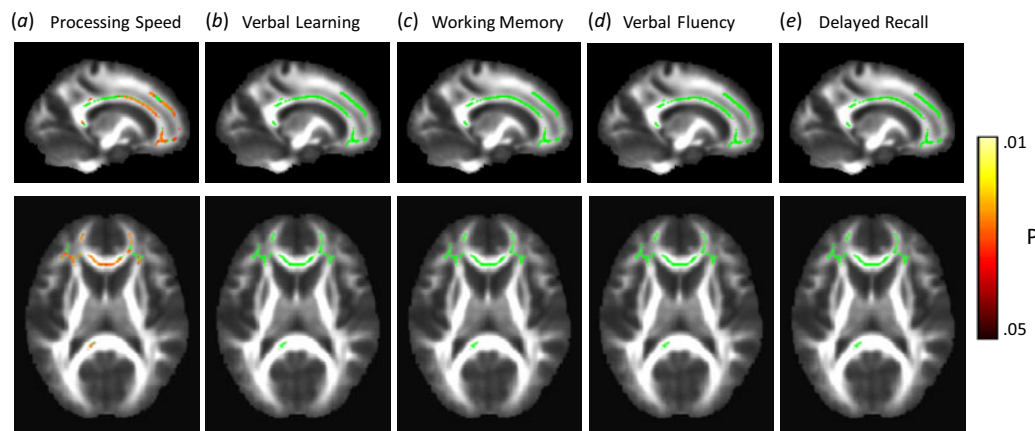 (a) Processing Speed (b) Verbal Learning (c) Working Memory (d) Verbal Fluency (e) Delayed Recall
.01
P
.05